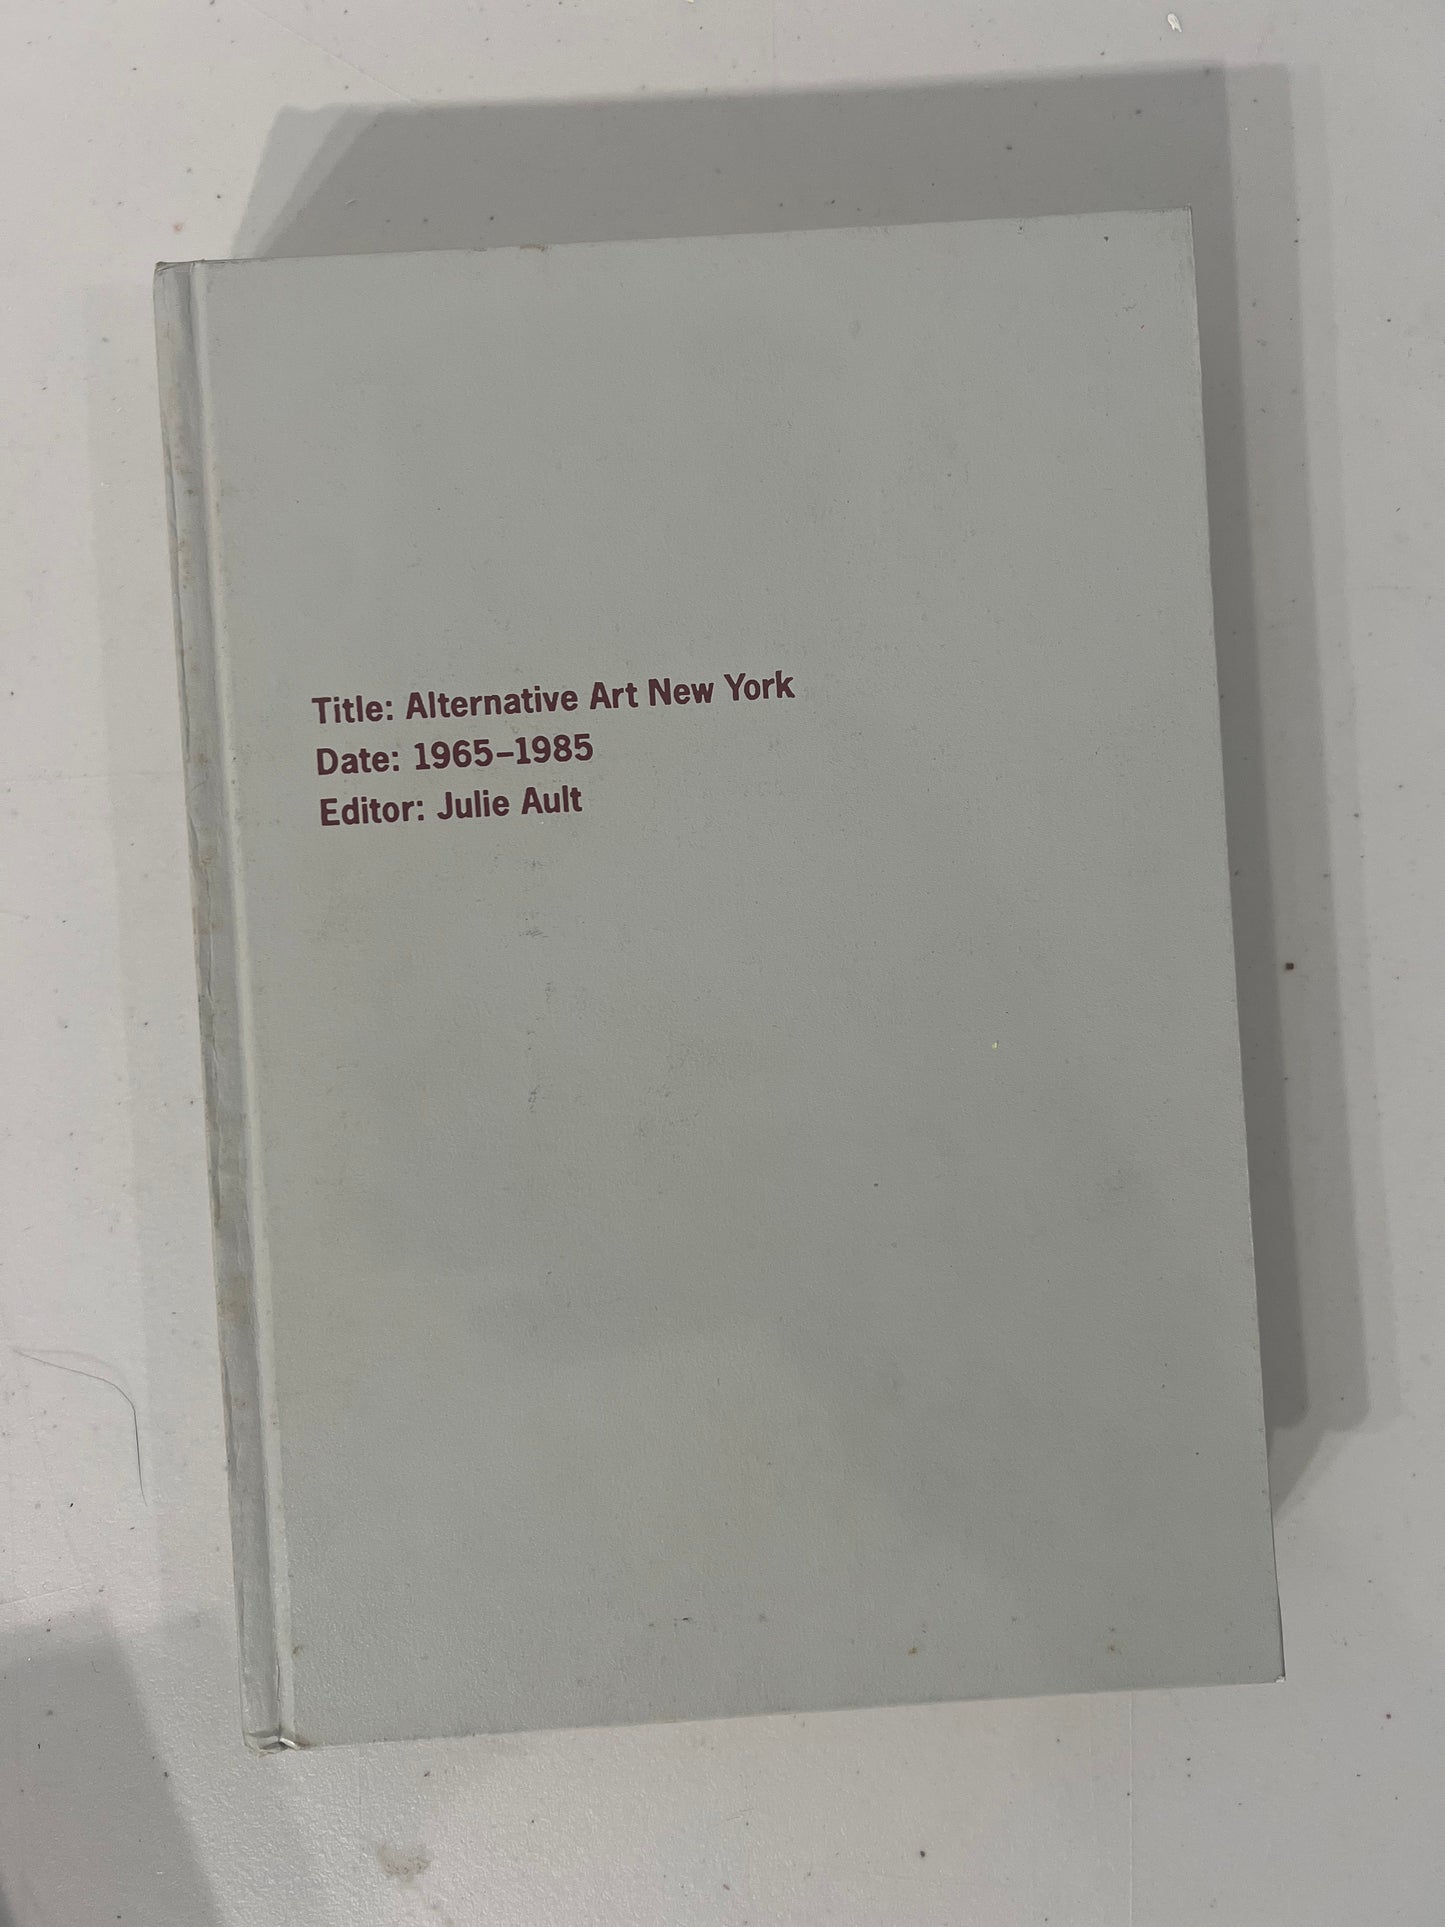 Title: Alternative Art New York
Date: 1965–1985
Editor: Julie Ault